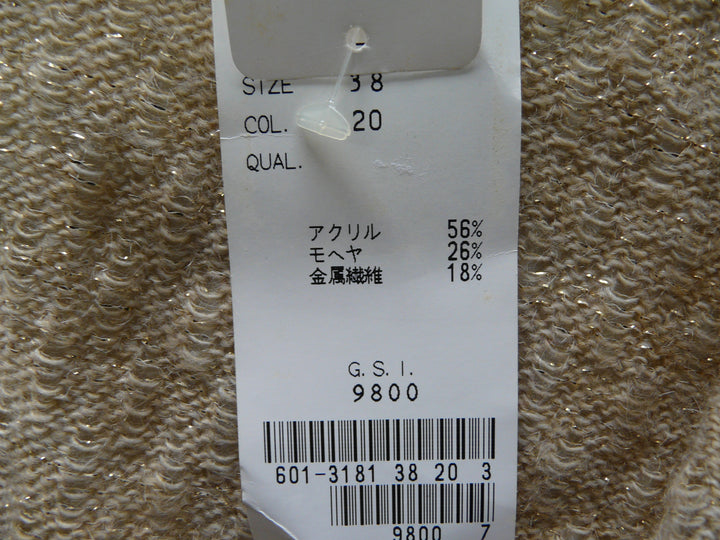 SIZE 38
COL. 20
QUAL.
アクリル 56%
モヘヤ 26%
金属繊維 18%
G. S. I.
9800
601-3181 38 20 3
9800 7